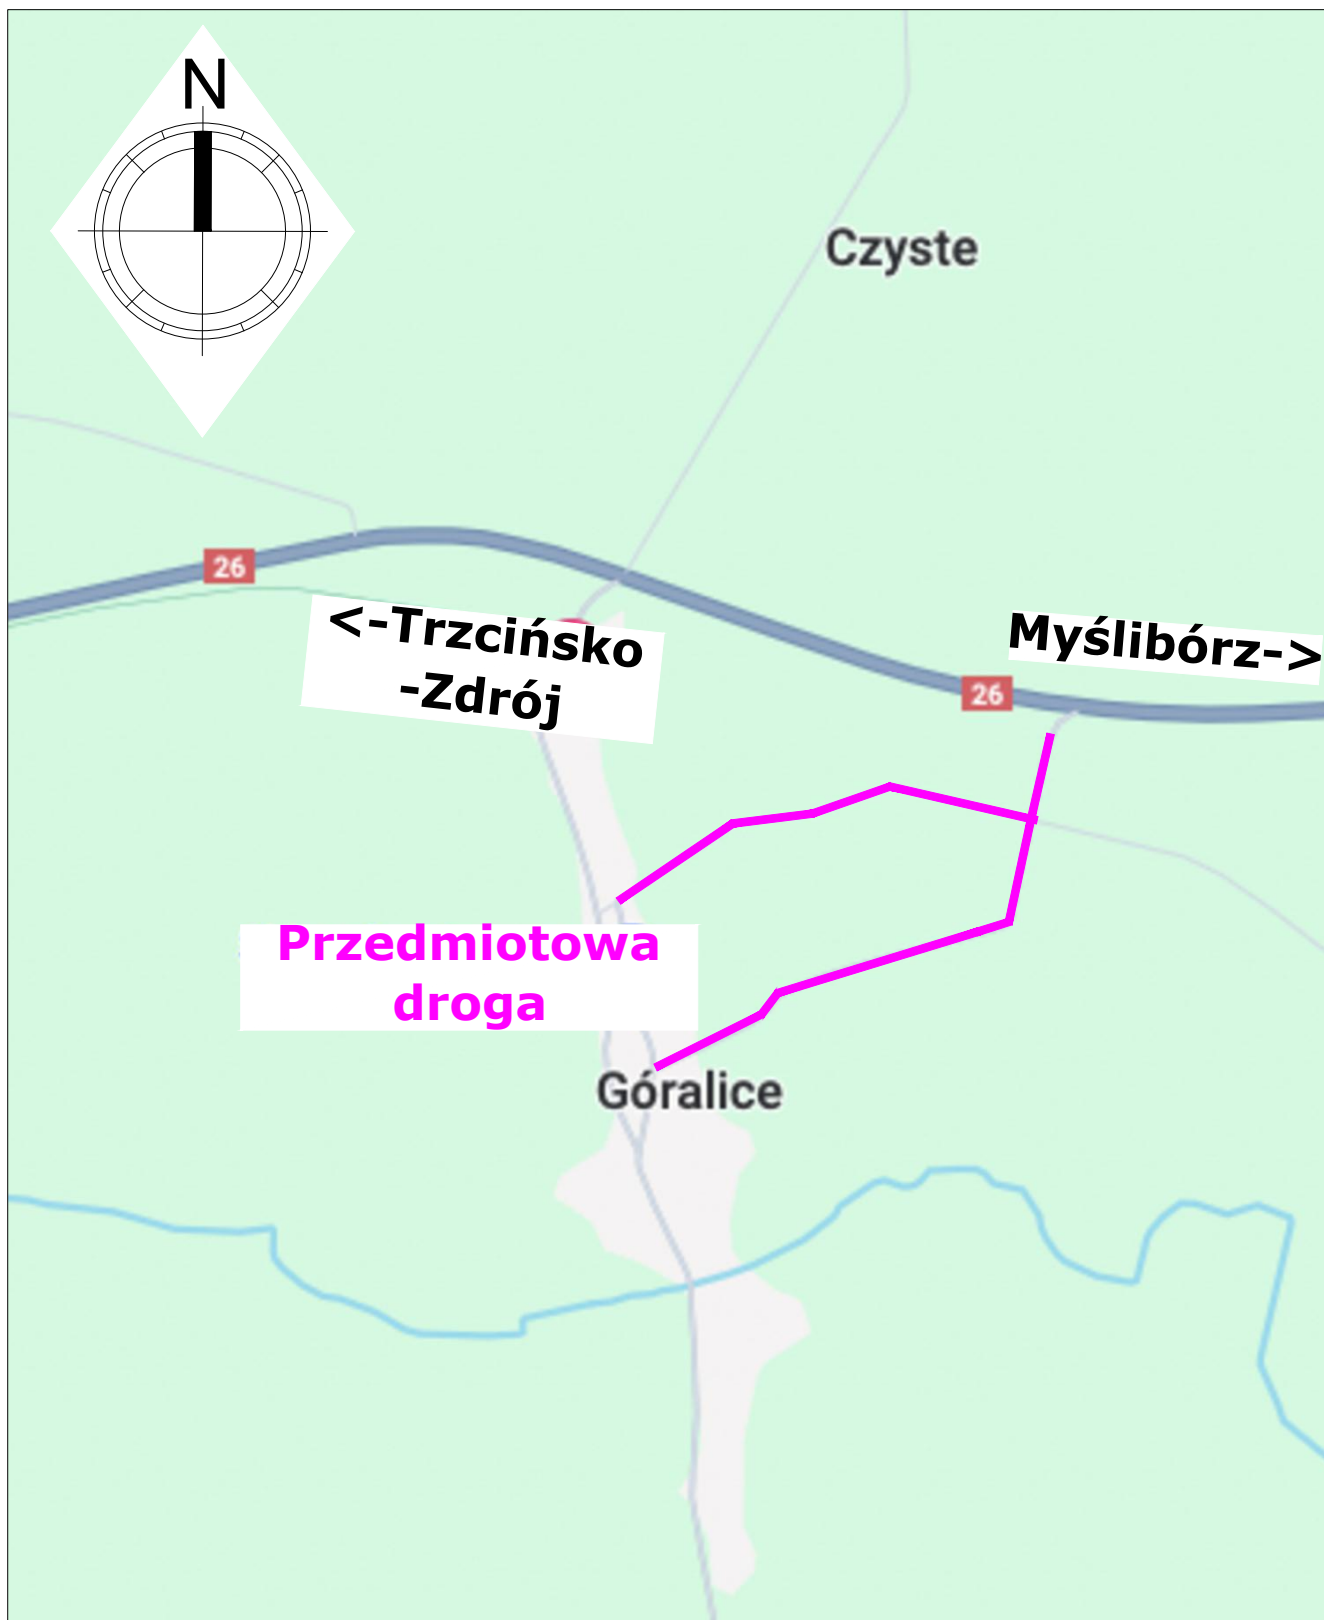 N
Czyste
26
<-Trzcińsko
-Zdrój
Myślibórz->
26
Przedmiotowa
droga
Góralice